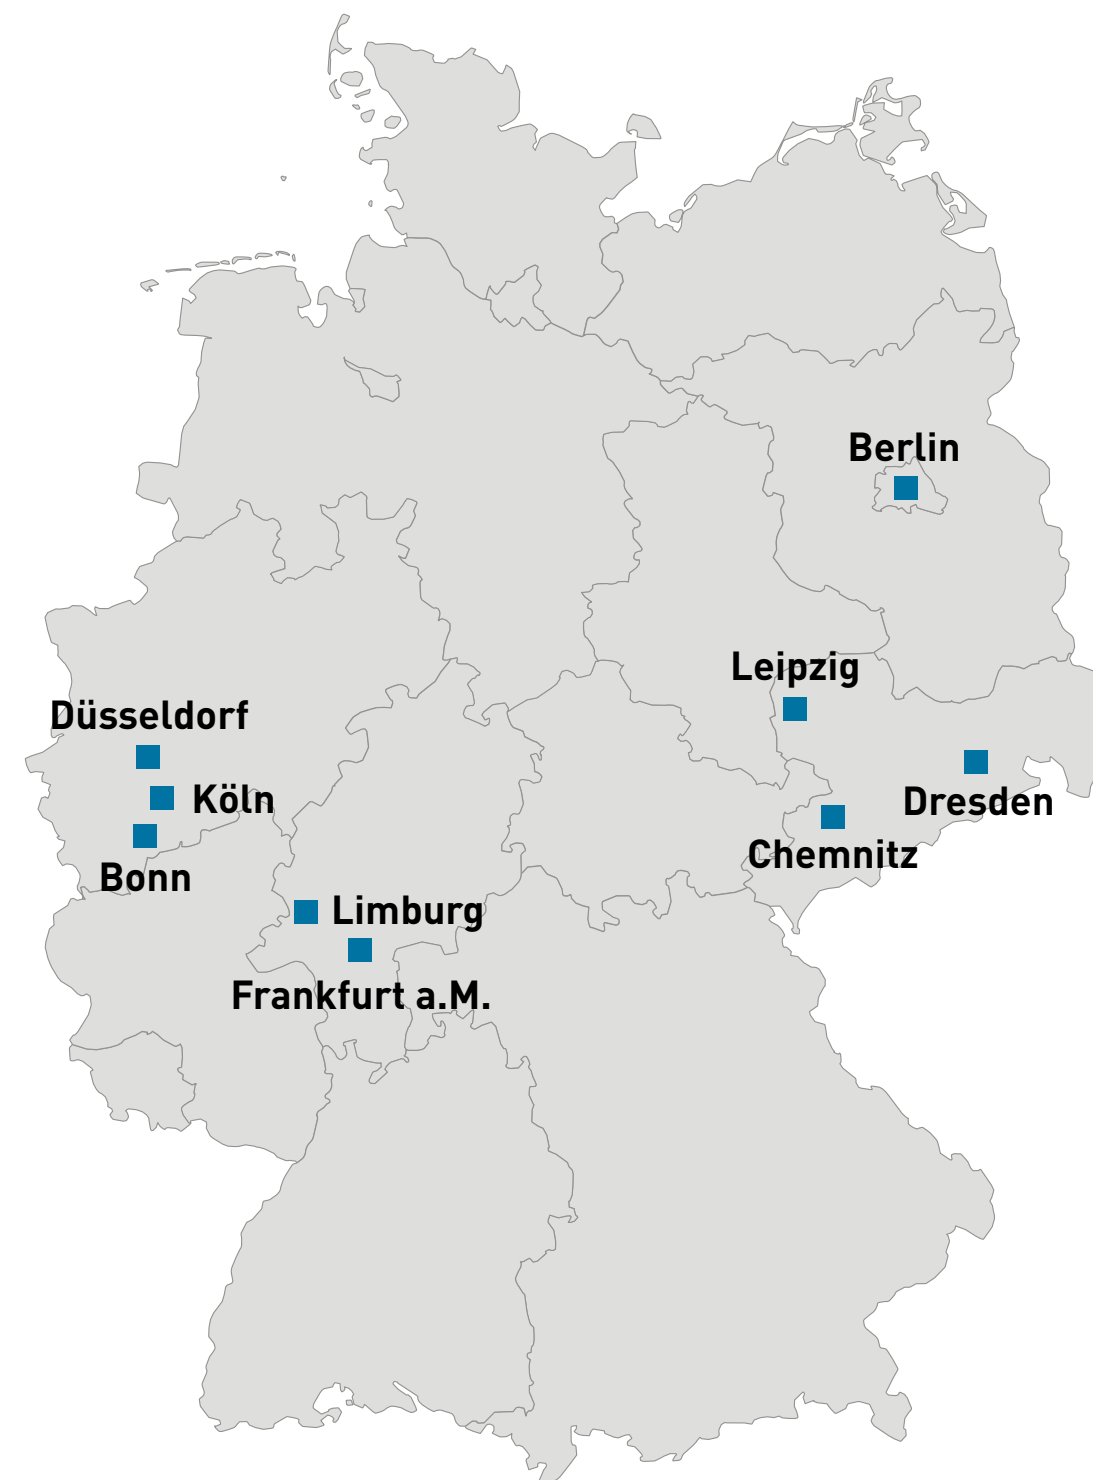 Berlin
Leipzig
Düsseldorf
Köln
Dresden
Chemnitz
Bonn
Limburg
Frankfurt a.M.